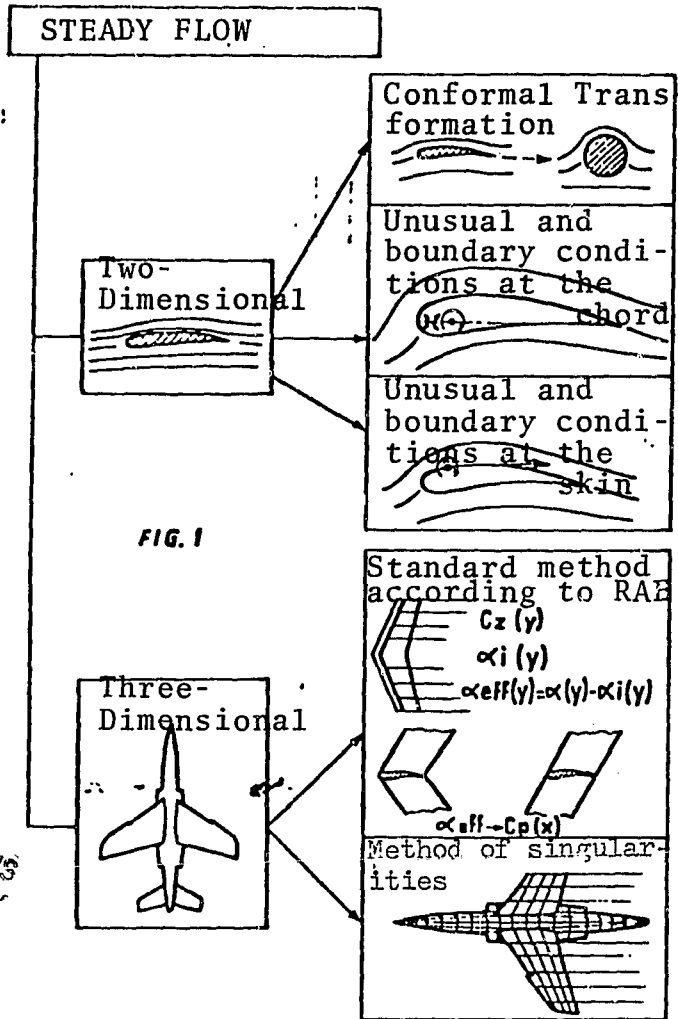 STEADY FLOW
Two-
Dimensional
Conformal Trans
formation
Unusual and
boundary condi-
tions at the
chord
Unusual and
boundary condi-
tions at the
skin
FIG. 1
Three-
Dimensional
Standard method
according to RAE
Cz (y)
αi (y)
αeff(y)=α(y)-αi(y)
αeff→Cp(x)
Method of singular-
ities